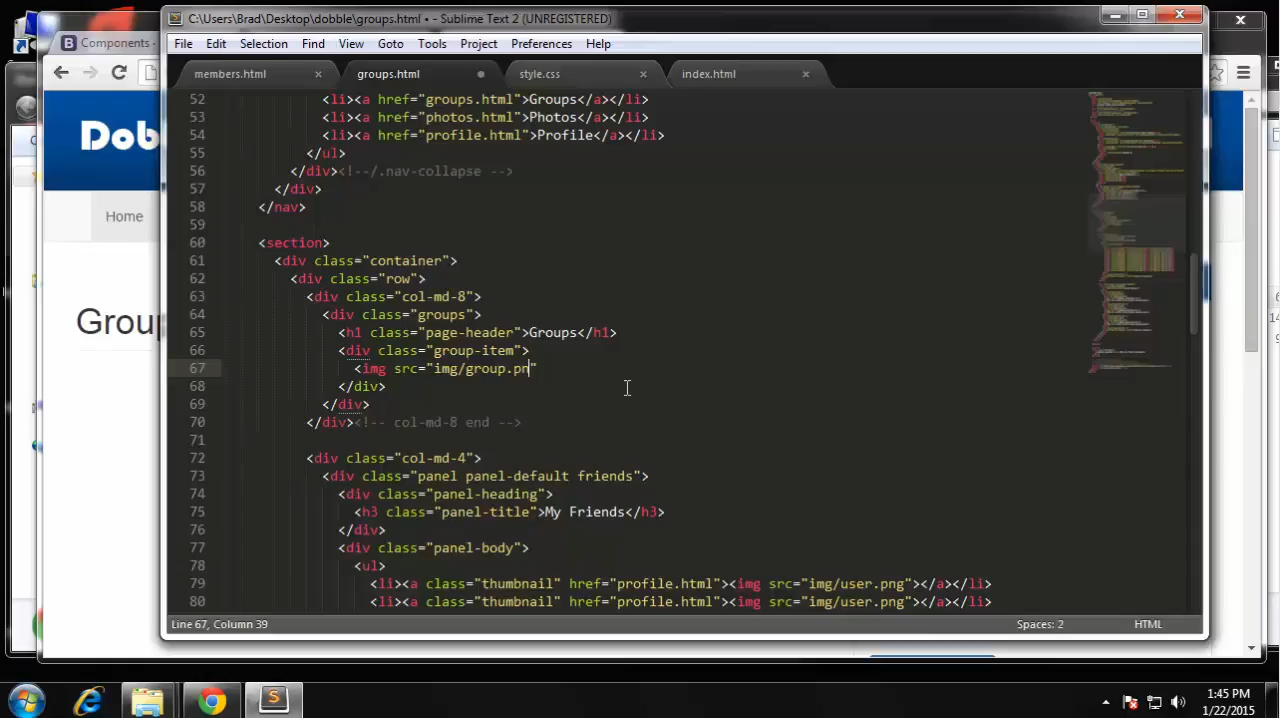 C:\Users\Brad\Desktop\dobble\groups.html • - Sublime Text 2 (UNREGISTERED)
B Components -
File Edit Selection Find View Goto Tools Project Preferences Help
members.html × groups.html style.css × index.html ×
52 <li><a href="groups.html">Groups</a></li>
53 <li><a href="photos.html">Photos</a></li>
54 <li><a href="profile.html">Profile</a></li>
55 </ul>
56 </div><!--/.nav-collapse -->
57 </div>
58 </nav>
59
60 <section>
61 <div class="container">
62 <div class="row">
63 <div class="col-md-8">
64 <div class="groups">
65 <h1 class="page-header">Groups</h1>
66 <div class="group-item">
67 <img src="img/group.pn"
68 </div>
69 </div>
70 </div><!-- col-md-8 end -->
71
72 <div class="col-md-4">
73 <div class="panel panel-default friends">
74 <div class="panel-heading">
75 <h3 class="panel-title">My Friends</h3>
76 </div>
77 <div class="panel-body">
78 <ul>
79 <li><a class="thumbnail" href="profile.html"><img src="img/user.png"></a></li>
80 <li><a class="thumbnail" href="profile.html"><img src="img/user.png"></a></li>
Dob
Home
Group
Line 67, Column 39 Spaces: 2 HTML
1:45 PM
1/22/2015